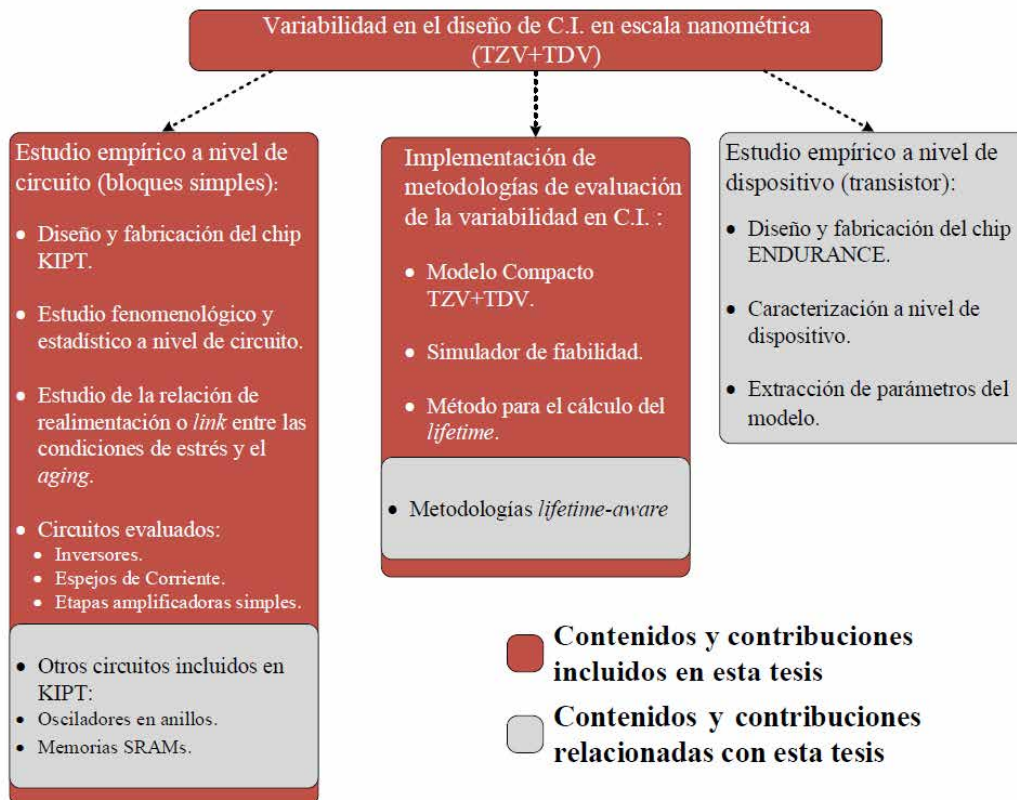 Variabilidad en el diseño de C.I. en escala nanométrica
(TZV+TDV)
Estudio empírico a nivel de
circuito (bloques simples):
• Diseño y fabricación del chip
KIPT.
• Estudio fenomenológico y
estadístico a nivel de circuito.
• Estudio de la relación de
realimentación o link entre las
condiciones de estrés y el
aging.
• Circuitos evaluados:
• Inversores.
• Espejos de Corriente.
• Etapas amplificadoras simples.
• Otros circuitos incluidos en
KIPT:
• Osciladores en anillos.
• Memorias SRAMs.
Implementación de
metodologías de evaluación
de la variabilidad en C.I. :
• Modelo Compacto
TZV+TDV.
• Simulador de fiabilidad.
• Método para el cálculo del
lifetime.
• Metodologías lifetime-aware
Estudio empírico a nivel de
dispositivo (transistor):
• Diseño y fabricación del chip
ENDURANCE.
• Caracterización a nivel de
dispositivo.
• Extracción de parámetros del
modelo.
Contenidos y contribuciones
incluidos en esta tesis
Contenidos y contribuciones
relacionadas con esta tesis